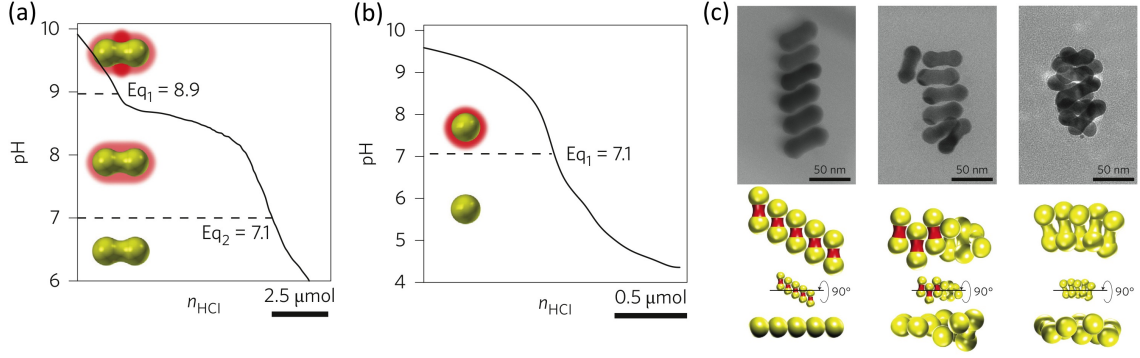 (a)
10
9
8
7
6
pH
Eq₁ = 8.9
Eq₂ = 7.1
nHCl
2.5 µmol
(b)
10
9
8
7
6
5
4
pH
Eq₁ = 7.1
nHCl
0.5 µmol
(c)
50 nm
50 nm
50 nm
90°
90°
90°